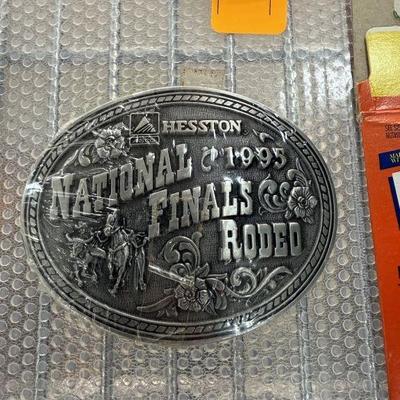 HESSTON
NATIONAL 1995
FINALS
RODEO